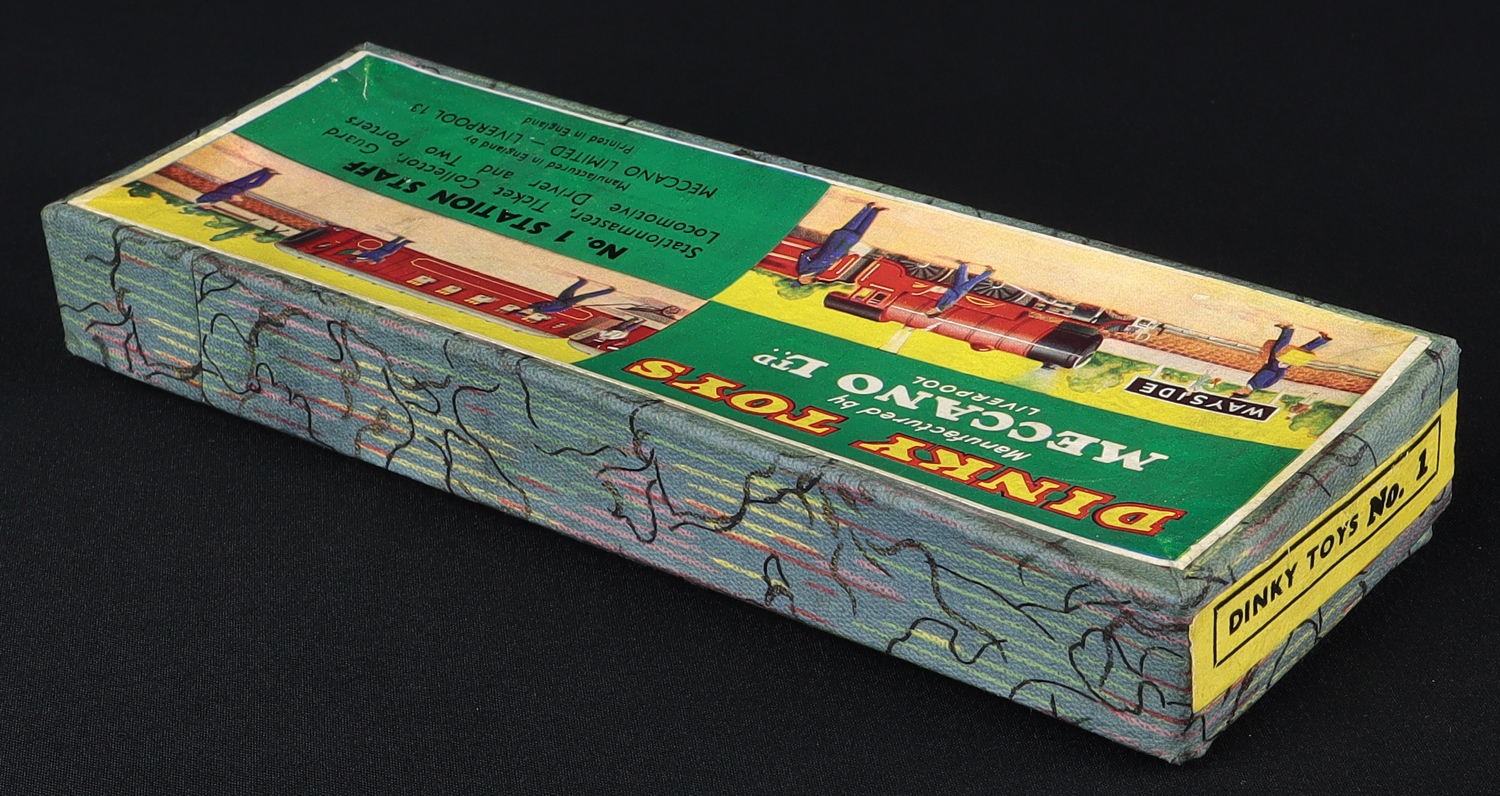 DINKY TOYS
Manufactured by
MECCANO LTD.
LIVERPOOL
WAYSIDE
No. 1 STATION STAFF
Stationmaster, Ticket Collector, Guard
Locomotive Driver and Two Porters
Manufactured in England by
MECCANO LIMITED — LIVERPOOL 13
Printed in England
DINKY TOYS No. 1